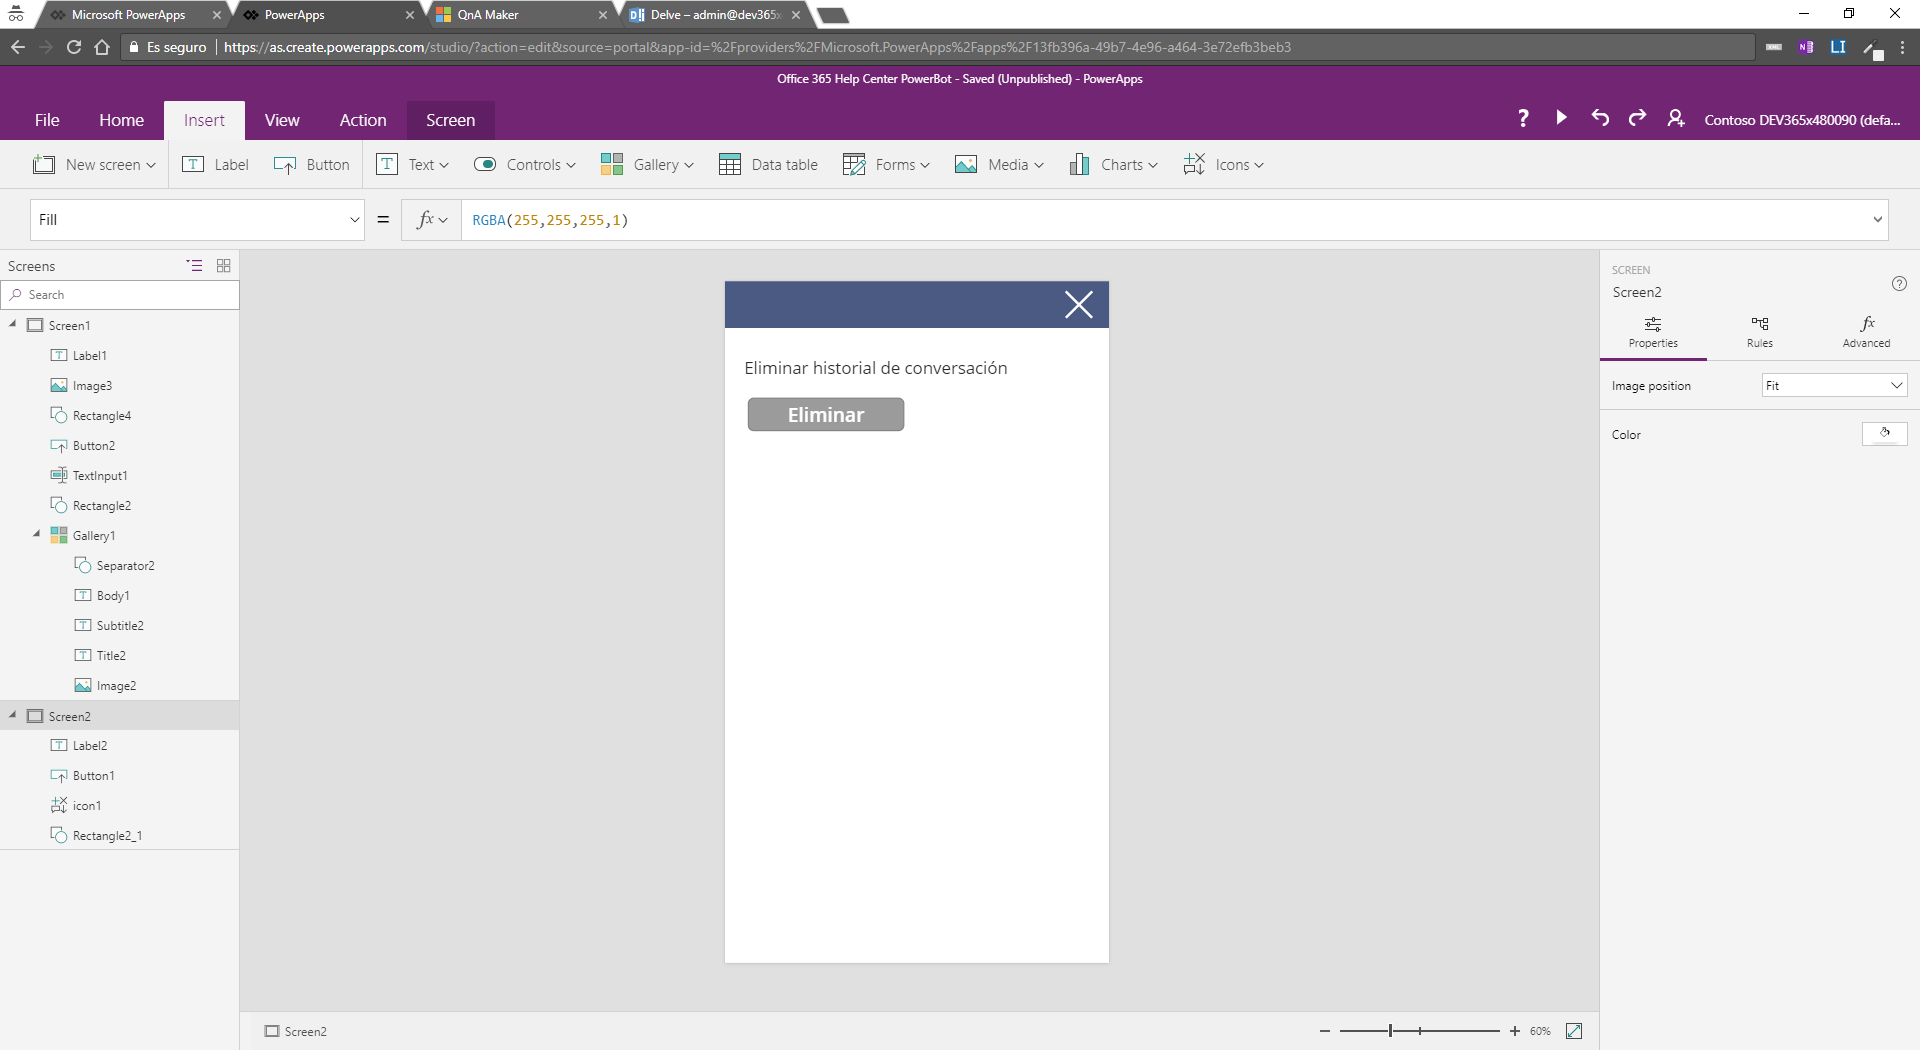 Microsoft PowerApps
PowerApps
QnA Maker
Delve – admin@dev365x
Es seguro
https://as.create.powerapps.com/studio/?action=edit&source=portal&app-id=%2Fproviders%2FMicrosoft.PowerApps%2Fapps%2F13fb396a-49b7-4e96-a464-3e72efb3beb3
Office 365 Help Center PowerBot - Saved (Unpublished) - PowerApps
File Home Insert View Action Screen
Contoso DEV365x480090 (defa...
New screen Label Button Text Controls Gallery Data table Forms Media Charts Icons
Fill = fx RGBA(255,255,255,1)
Screens
Search
Screen1
Label1
Image3
Rectangle4
Button2
TextInput1
Rectangle2
Gallery1
Separator2
Body1
Subtitle2
Title2
Image2
Screen2
Label2
Button1
icon1
Rectangle2_1
Eliminar historial de conversación
Eliminar
SCREEN
Screen2
Properties Rules Advanced
Image position Fit
Color
Screen2
60%